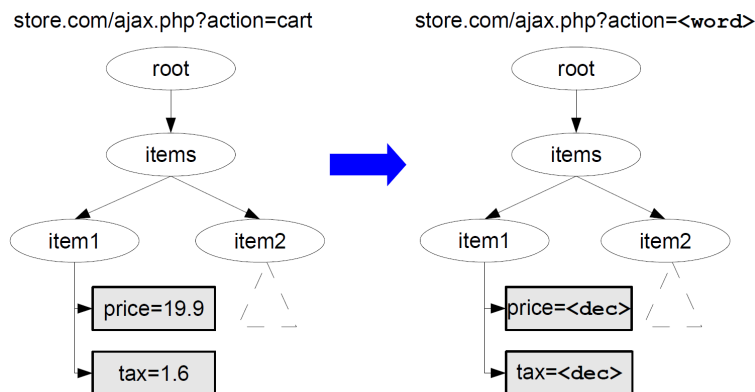 store.com/ajax.php?action=cart
root
items
item1
item2
price=19.9
tax=1.6
store.com/ajax.php?action=<word>
root
items
item1
item2
price=<dec>
tax=<dec>